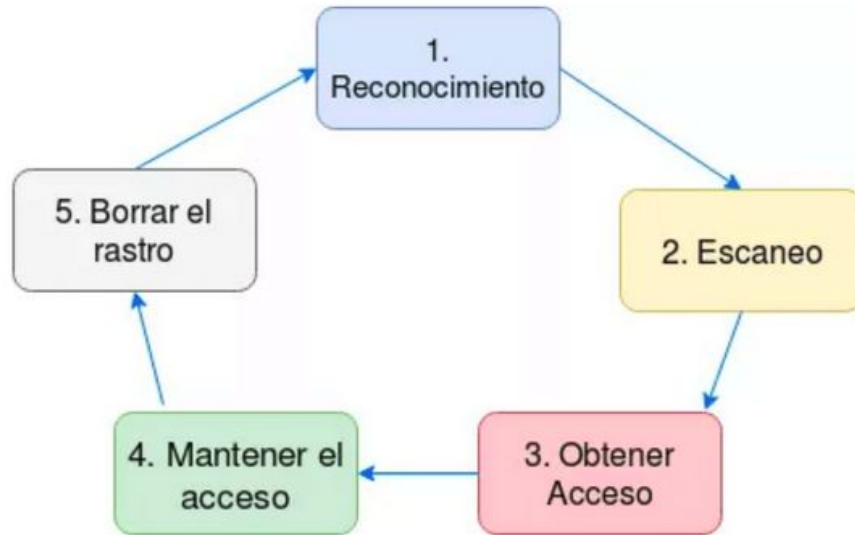 1.
Reconocimiento
2. Escaneo
3. Obtener
Acceso
4. Mantener el
acceso
5. Borrar el
rastro